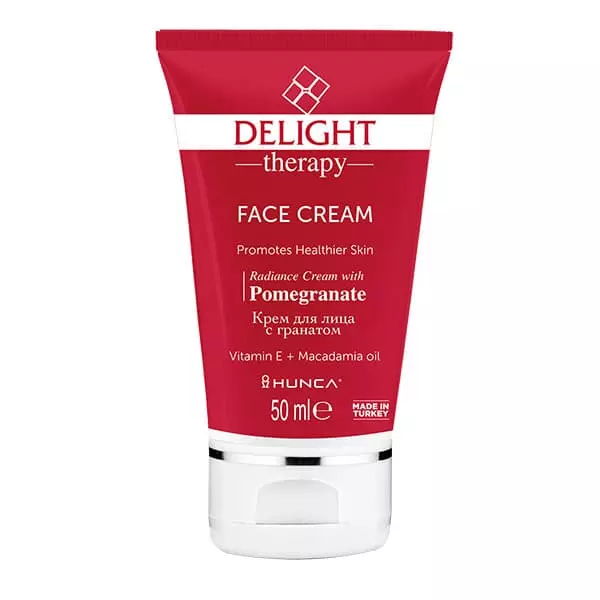 DELIGHT
therapy
FACE CREAM
Promotes Healthier Skin
Radiance Cream with
Pomegranate
Крем для лица
с гранатом
Vitamin E + Macadamia oil
HUNCA®
50 ml e
MADE IN
TURKEY